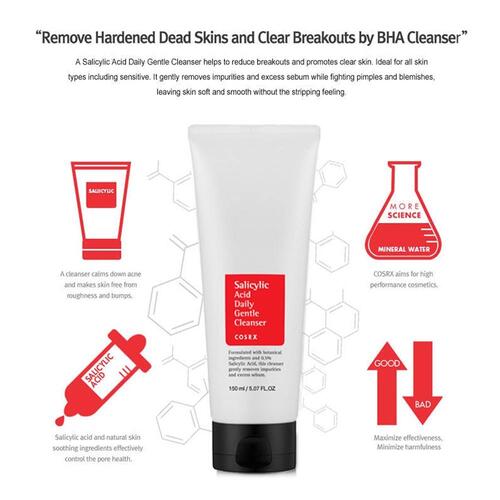 “Remove Hardened Dead Skins and Clear Breakouts by BHA Cleanser”
A Salicylic Acid Daily Gentle Cleanser helps to reduce breakouts and promotes clear skin. Ideal for all skin
types including sensitive. It gently removes impurities and excess sebum while fighting pimples and blemishes,
leaving skin soft and smooth without the stripping feeling.
SALICYLIC
A cleanser calms down acne
and makes skin free from
roughness and bumps.
SALICYLIC
ACID
Salicylic acid and natural skin
soothing ingredients effectively
control the pore health.
Salicylic
Acid
Daily
Gentle
Cleanser
COSRX
Formulated with botanical
ingredients and 0.5%
Salicylic Acid, this cleanser
gently removes impurities
and excess sebum.
150 ml / 5.07 FL.OZ
MORE
SCIENCE
MINERAL WATER
COSRX aims for high
performance cosmetics.
GOOD
BAD
Maximize effectiveness,
Minimize harmfulness